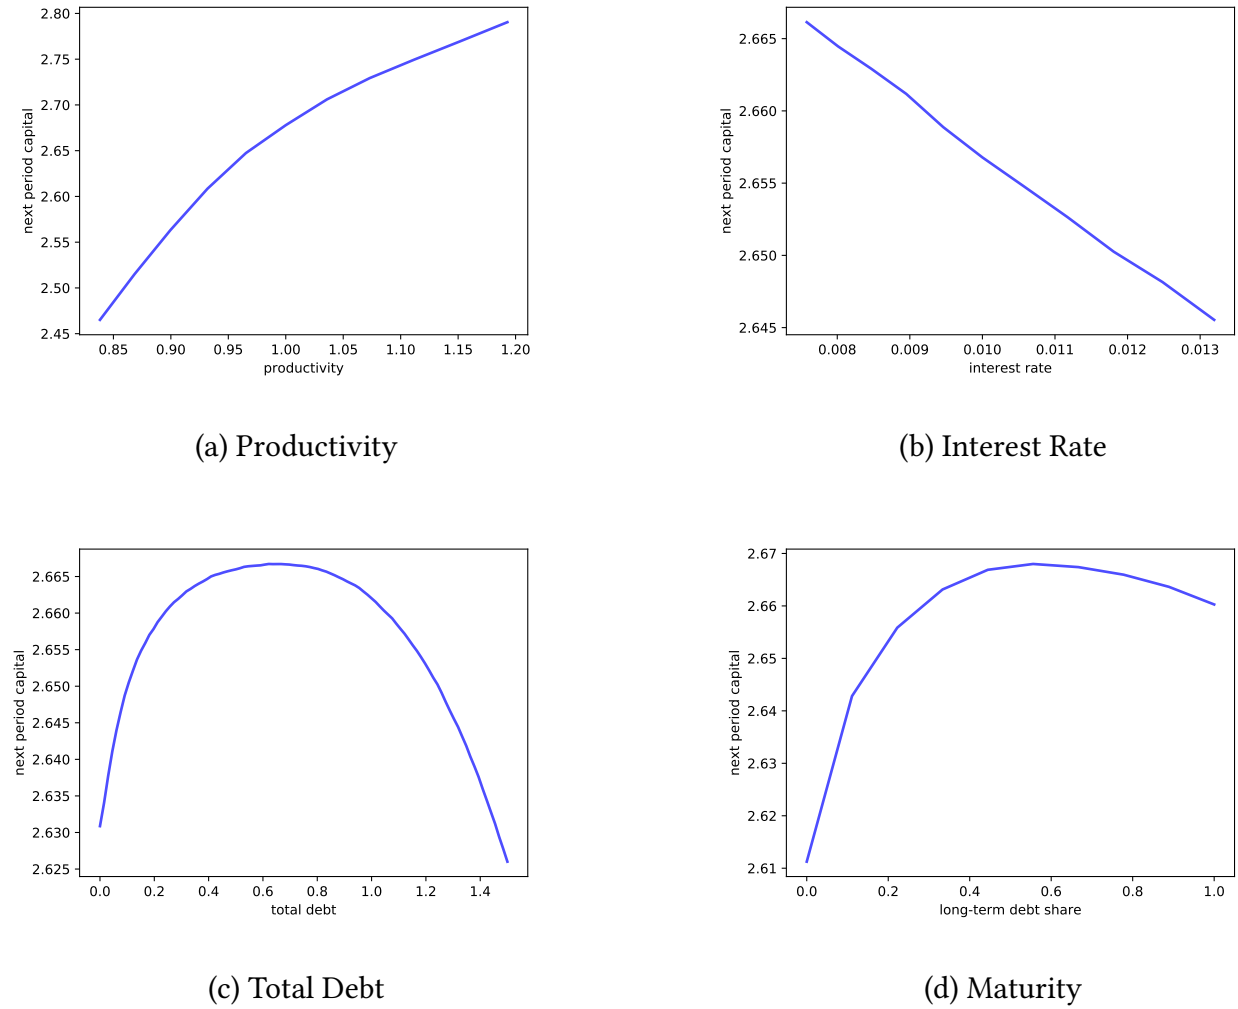 2.80
2.75
2.70
2.65
2.60
2.55
2.50
2.45
next period capital
0.85 0.90 0.95 1.00 1.05 1.10 1.15 1.20
productivity
(a) Productivity
2.665
2.660
2.655
2.650
2.645
next period capital
0.008 0.009 0.010 0.011 0.012 0.013
interest rate
(b) Interest Rate
2.665
2.660
2.655
2.650
2.645
2.640
2.635
2.630
2.625
next period capital
0.0 0.2 0.4 0.6 0.8 1.0 1.2 1.4
total debt
(c) Total Debt
2.67
2.66
2.65
2.64
2.63
2.62
2.61
next period capital
0.0 0.2 0.4 0.6 0.8 1.0
long-term debt share
(d) Maturity